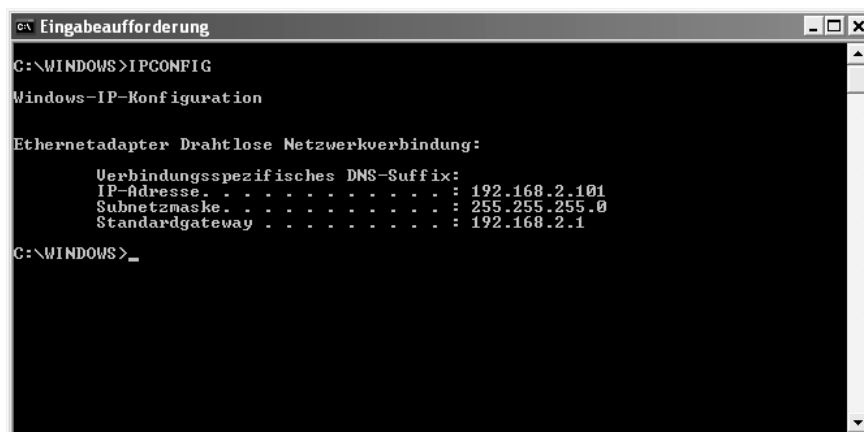 Eingabeaufforderung
C:\WINDOWS>IPCONFIG
Windows-IP-Konfiguration
Ethernetadapter Drahtlose Netzwerkverbindung:
Verbindungsspezifisches DNS-Suffix:
IP-Adresse. . . . . . . . . . . . : 192.168.2.101
Subnetzmaske. . . . . . . . . . . : 255.255.255.0
Standardgateway . . . . . . . . . : 192.168.2.1
C:\WINDOWS>_